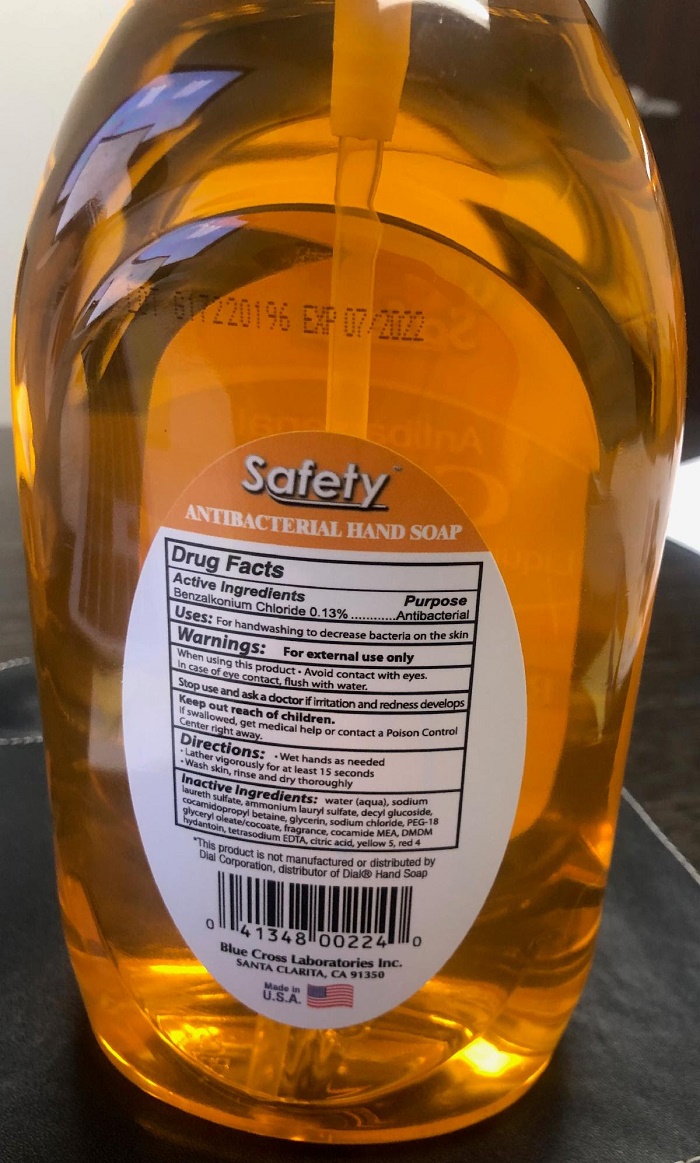 617220196 EXP 07/2022
Safety™
ANTIBACTERIAL HAND SOAP
Drug Facts
Active Ingredients Purpose
Benzalkonium Chloride 0.13% ............Antibacterial
Uses: For handwashing to decrease bacteria on the skin
Warnings: For external use only
When using this product • Avoid contact with eyes.
In case of eye contact, flush with water.
Stop use and ask a doctor if irritation and redness develops
Keep out reach of children.
If swallowed, get medical help or contact a Poison Control
Center right away.
Directions: • Wet hands as needed
• Lather vigorously for at least 15 seconds
• Wash skin, rinse and dry thoroughly
Inactive Ingredients: water (aqua), sodium
laureth sulfate, ammonium lauryl sulfate, decyl glucoside,
cocamidopropyl betaine, glycerin, sodium chloride, PEG-18
glyceryl oleate/cocoate, fragrance, cocamide MEA, DMDM
hydantoin, tetrasodium EDTA, citric acid, yellow 5, red 4
*This product is not manufactured or distributed by
Dial Corporation, distributor of Dial® Hand Soap
0 41348 00224 0
Blue Cross Laboratories Inc.
SANTA CLARITA, CA 91350
Made in
U.S.A.